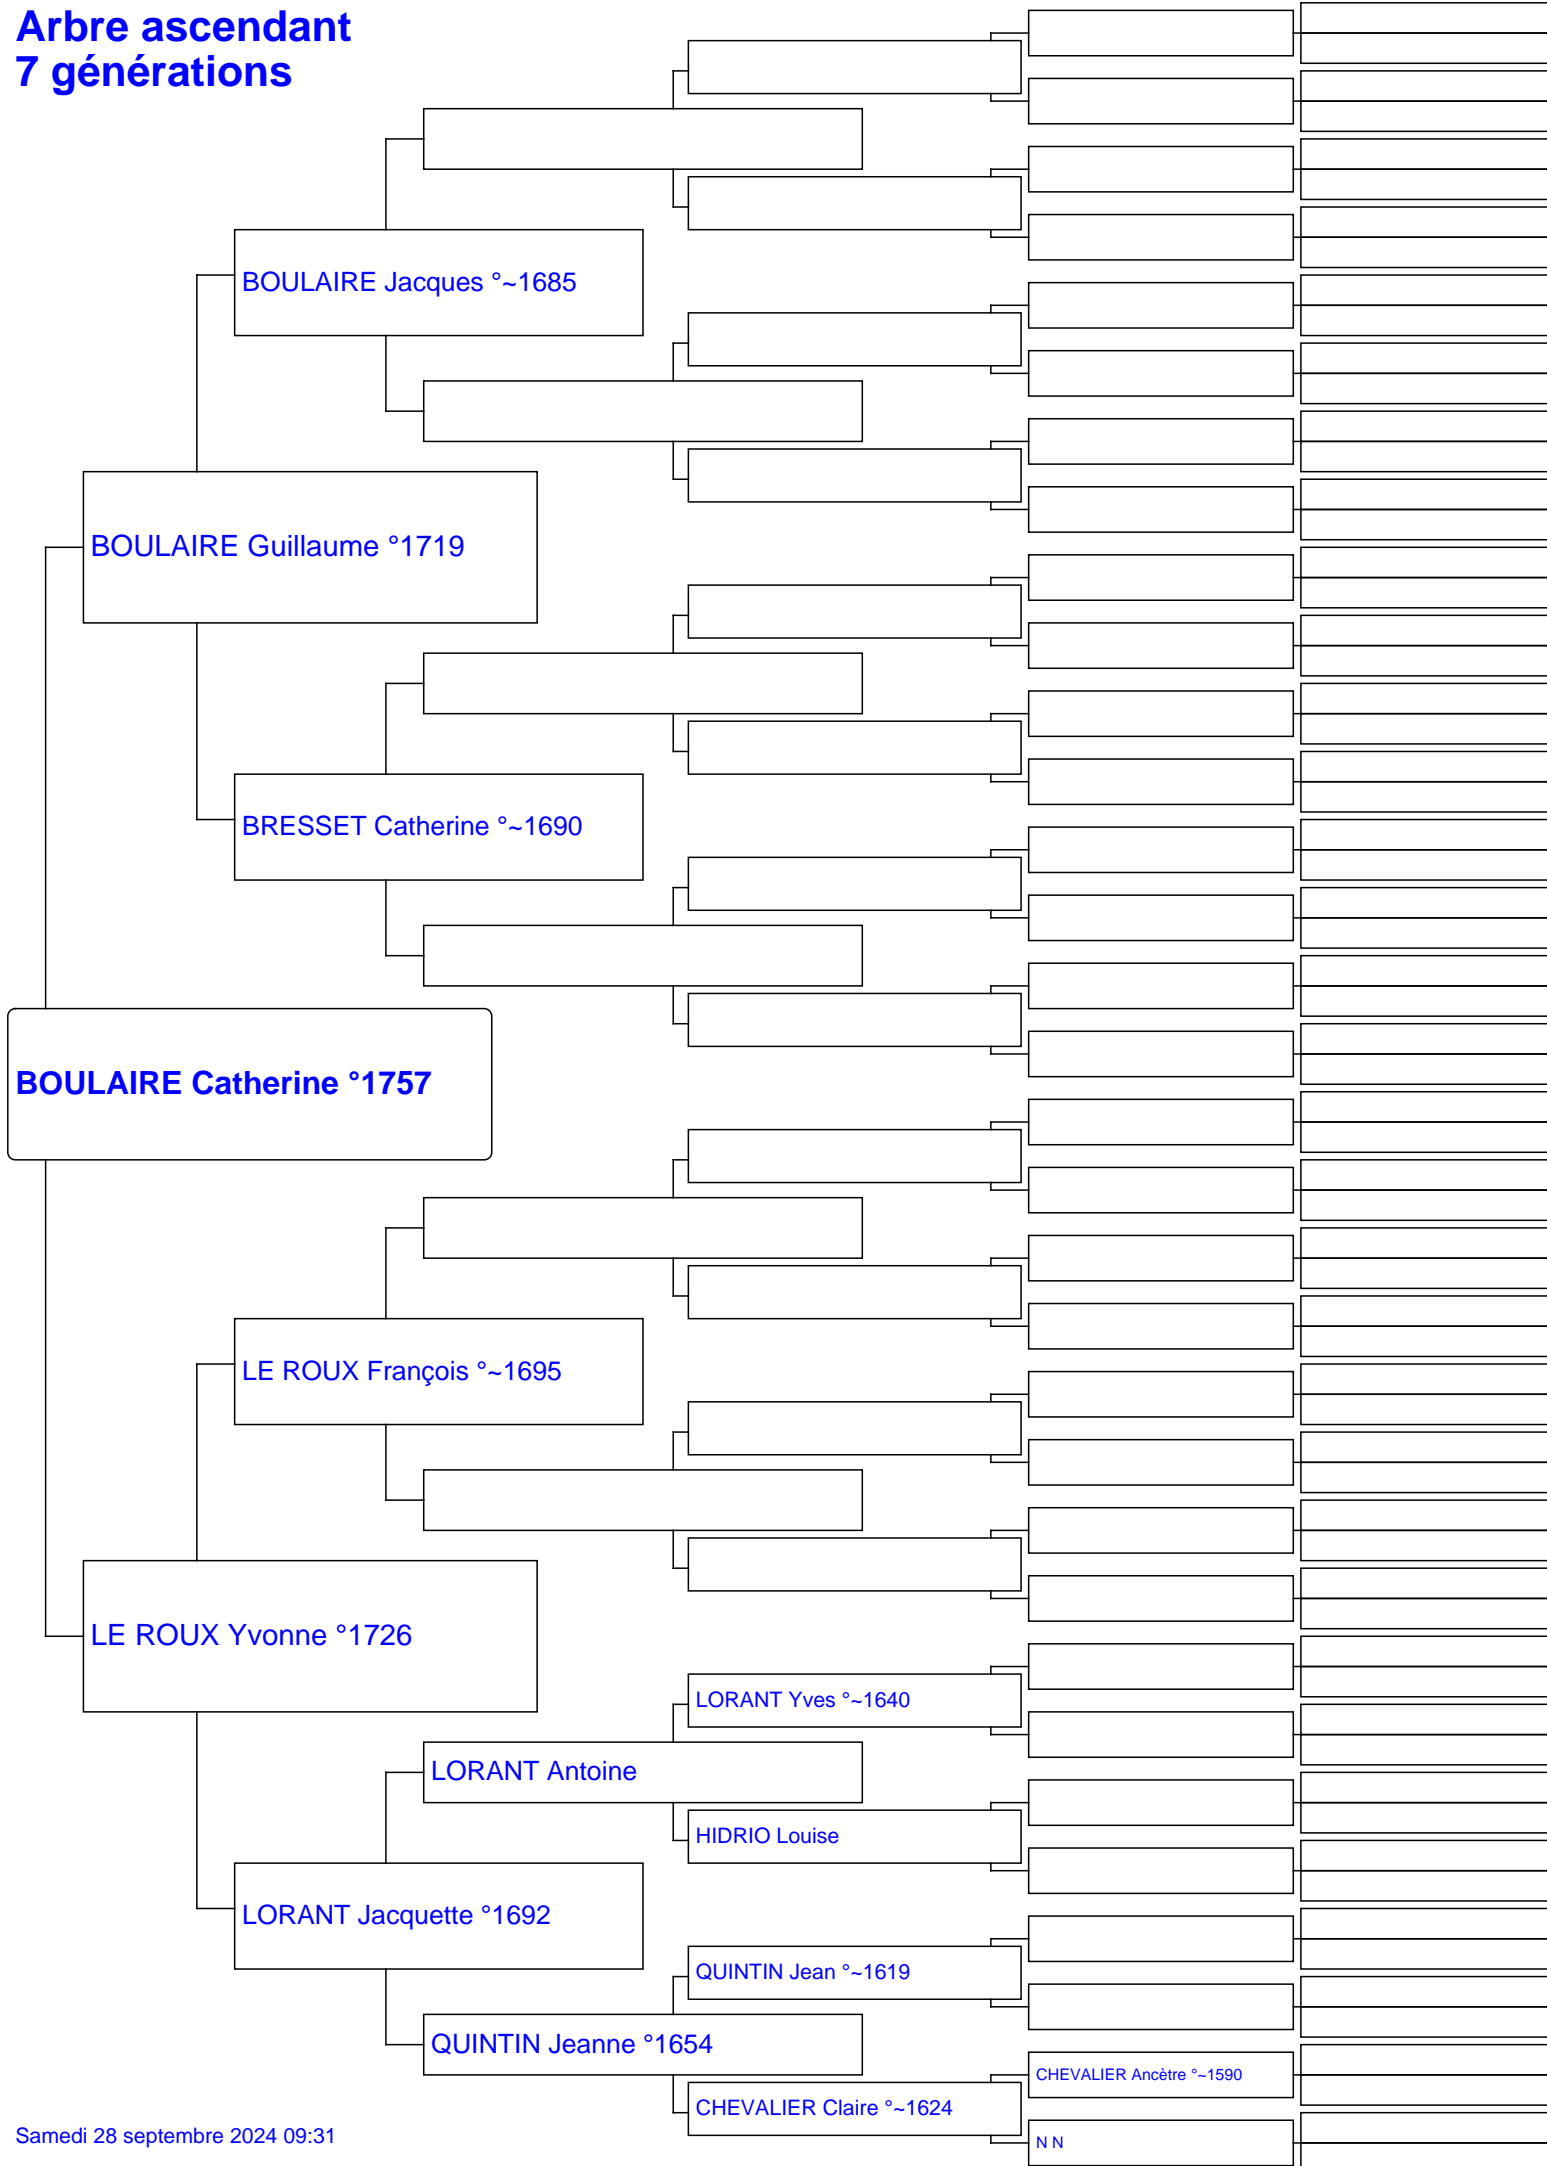 Arbre ascendant
7 générations
BOULAIRE Jacques °~1685
BOULAIRE Guillaume °1719
BRESSET Catherine °~1690
BOULAIRE Catherine °1757
LE ROUX François °~1695
LE ROUX Yvonne °1726
LORANT Yves °~1640
LORANT Antoine
HIDRIO Louise
LORANT Jacquette °1692
QUINTIN Jean °~1619
QUINTIN Jeanne °1654
CHEVALIER Ancètre °~1590
CHEVALIER Claire °~1624
N N
Samedi 28 septembre 2024 09:31